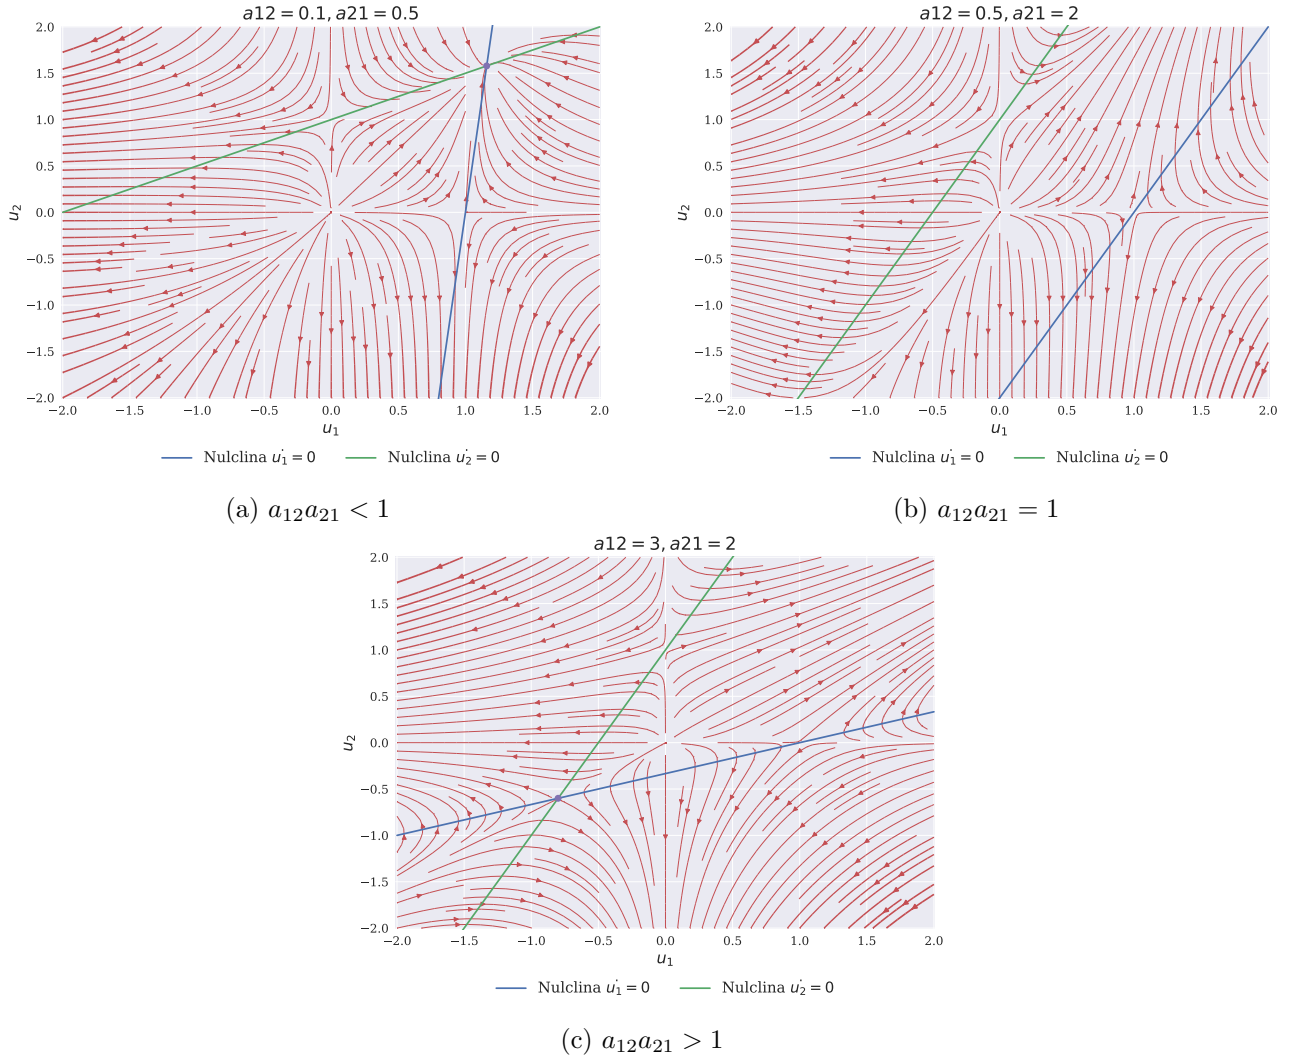 a12 = 0.1, a21 = 0.5
2.0
1.5
1.0
0.5
0.0
−0.5
−1.0
−1.5
−2.0
u₂
−2.0 −1.5 −1.0 −0.5 0.0 0.5 1.0 1.5 2.0
u₁
Nulclina u̇₁ = 0 Nulclina u̇₂ = 0
(a) a₁₂a₂₁ < 1
a12 = 0.5, a21 = 2
2.0
1.5
1.0
0.5
0.0
−0.5
−1.0
−1.5
−2.0
u₂
−2.0 −1.5 −1.0 −0.5 0.0 0.5 1.0 1.5 2.0
u₁
Nulclina u̇₁ = 0 Nulclina u̇₂ = 0
(b) a₁₂a₂₁ = 1
a12 = 3, a21 = 2
2.0
1.5
1.0
0.5
0.0
−0.5
−1.0
−1.5
−2.0
u₂
−2.0 −1.5 −1.0 −0.5 0.0 0.5 1.0 1.5 2.0
u₁
Nulclina u̇₁ = 0 Nulclina u̇₂ = 0
(c) a₁₂a₂₁ > 1